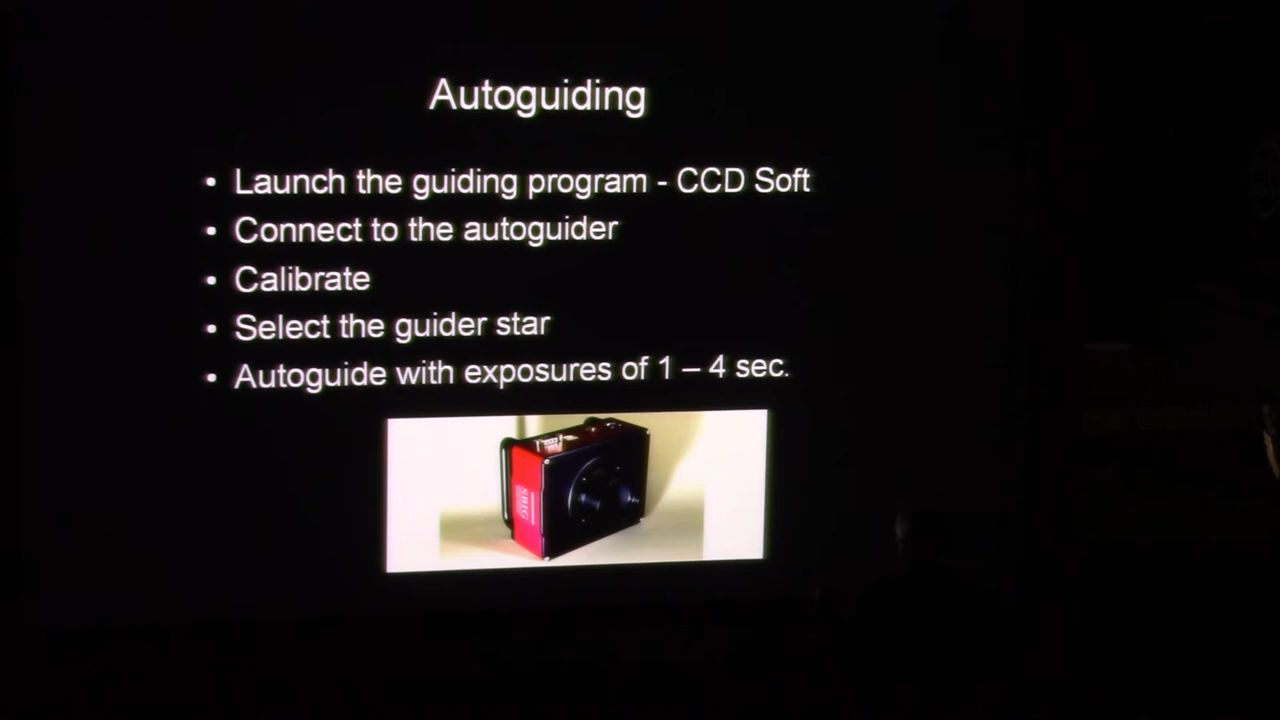 Autoguiding
• Launch the guiding program - CCD Soft
• Connect to the autoguider
• Calibrate
• Select the guider star
• Autoguide with exposures of 1 – 4 sec.
SBIG